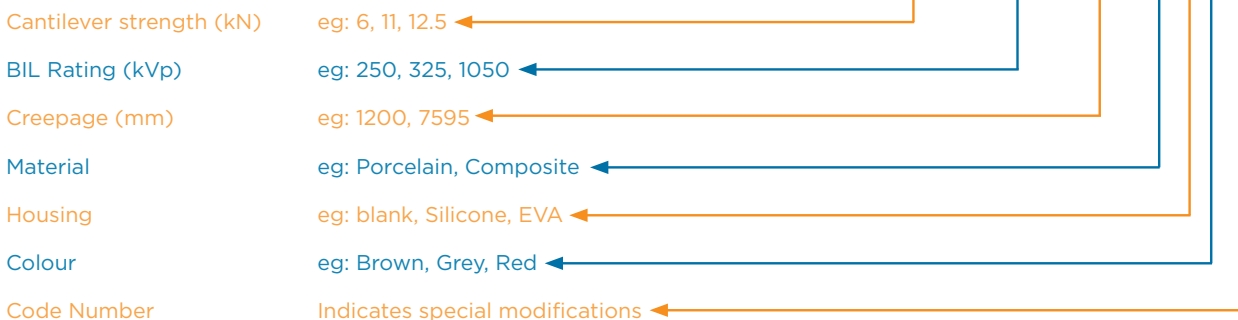 Cantilever strength (kN) eg: 6, 11, 12.5
BIL Rating (kVp) eg: 250, 325, 1050
Creepage (mm) eg: 1200, 7595
Material eg: Porcelain, Composite
Housing eg: blank, Silicone, EVA
Colour eg: Brown, Grey, Red
Code Number Indicates special modifications